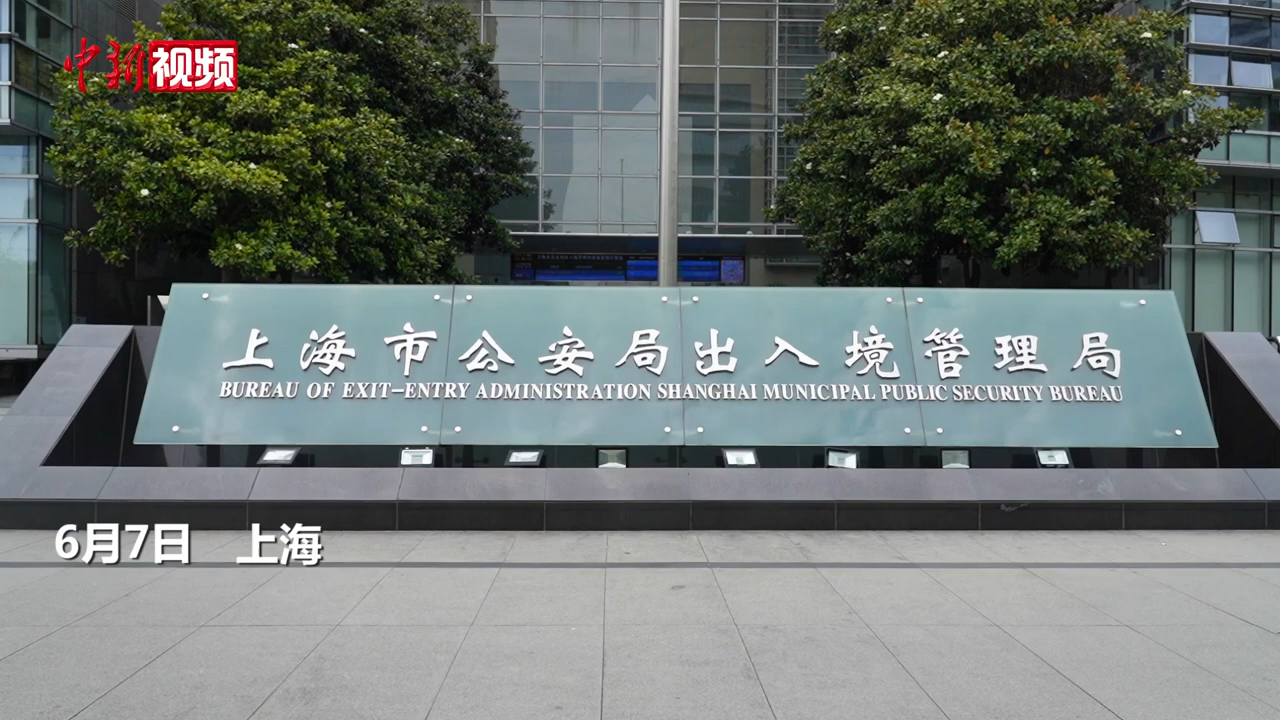 中新视频
上海市公安局出入境管理局
BUREAU OF EXIT-ENTRY ADMINISTRATION SHANGHAI MUNICIPAL PUBLIC SECURITY BUREAU
6月7日 上海